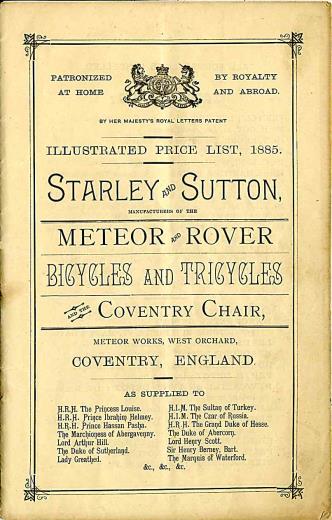 PATRONIZED BY ROYALTY
AT HOME AND ABROAD.
BY HER MAJESTY'S ROYAL LETTERS PATENT
ILLUSTRATED PRICE LIST, 1885.
STARLEY AND SUTTON,
MANUFACTURERS OF THE
METEOR AND ROVER
BICYCLES AND TRICYCLES
AND THE COVENTRY CHAIR,
METEOR WORKS, WEST ORCHARD,
COVENTRY, ENGLAND.
AS SUPPLIED TO
H.R.H. The Princess Louise.
H.R.H. Prince Ibrahim Helmey.
H.R.H. Prince Hassan Pasha.
The Marchioness of Abergavenny.
Lord Arthur Hill.
The Duke of Sutherland.
Lady Greathed.
H.I.M. The Sultan of Turkey.
H.I.M. The Czar of Russia.
H.R.H. The Grand Duke of Hesse.
The Duke of Abercorn.
Lord Henry Scott.
Sir Henry Berney, Bart.
The Marquis of Waterford.
&c., &c., &c.